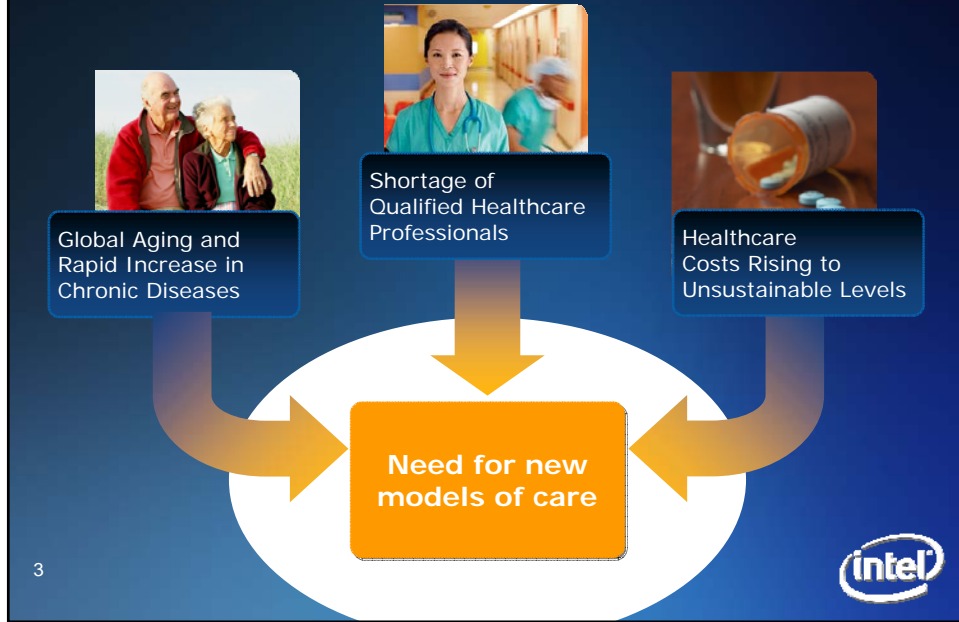 Global Aging and
Rapid Increase in
Chronic Diseases
Shortage of
Qualified Healthcare
Professionals
Healthcare
Costs Rising to
Unsustainable Levels
Need for new
models of care
3
intel